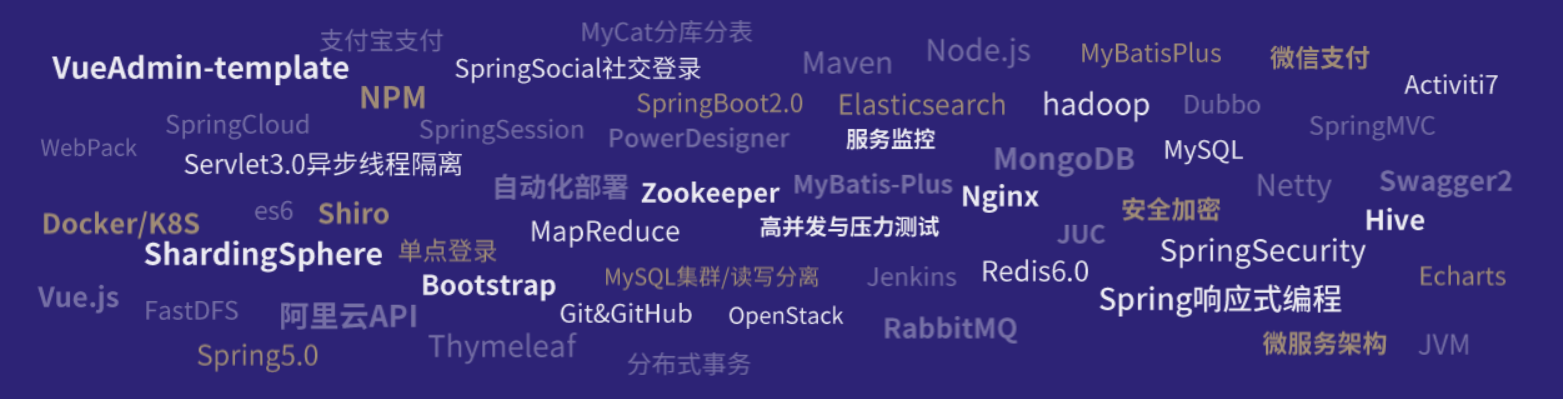 支付宝支付
MyCat分库分表
VueAdmin-template
SpringSocial社交登录
Maven
Node.js
MyBatisPlus
微信支付
Activiti7
NPM
SpringBoot2.0
Elasticsearch
hadoop
Dubbo
SpringCloud
SpringSession
PowerDesigner
服务监控
SpringMVC
WebPack
Servlet3.0异步线程隔离
MongoDB
MySQL
自动化部署
Zookeeper
MyBatis-Plus
Nginx
Netty
Swagger2
Docker/K8S
es6
Shiro
MapReduce
高并发与压力测试
安全加密
Hive
ShardingSphere
单点登录
JUC
SpringSecurity
Bootstrap
MySQL集群/读写分离
Jenkins
Redis6.0
Echarts
Vue.js
FastDFS
阿里云API
Git&GitHub
OpenStack
RabbitMQ
Spring响应式编程
Spring5.0
Thymeleaf
分布式事务
微服务架构
JVM